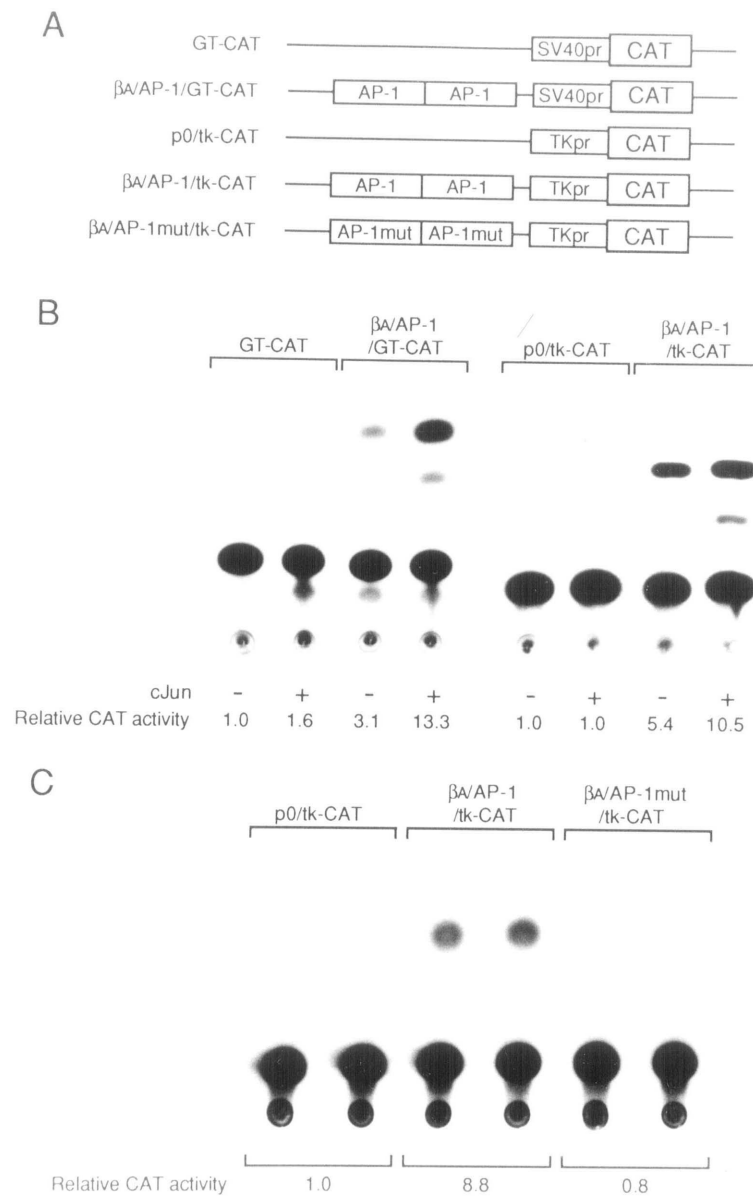 A
GT-CAT SV40pr CAT
βA/AP-1/GT-CAT AP-1 AP-1 SV40pr CAT
p0/tk-CAT TKpr CAT
βA/AP-1/tk-CAT AP-1 AP-1 TKpr CAT
βA/AP-1mut/tk-CAT AP-1mut AP-1mut TKpr CAT
B
GT-CAT βA/AP-1 /GT-CAT p0/tk-CAT βA/AP-1 /tk-CAT
cJun - + - + - + - +
Relative CAT activity 1.0 1.6 3.1 13.3 1.0 1.0 5.4 10.5
C
p0/tk-CAT βA/AP-1 /tk-CAT βA/AP-1mut /tk-CAT
Relative CAT activity 1.0 8.8 0.8